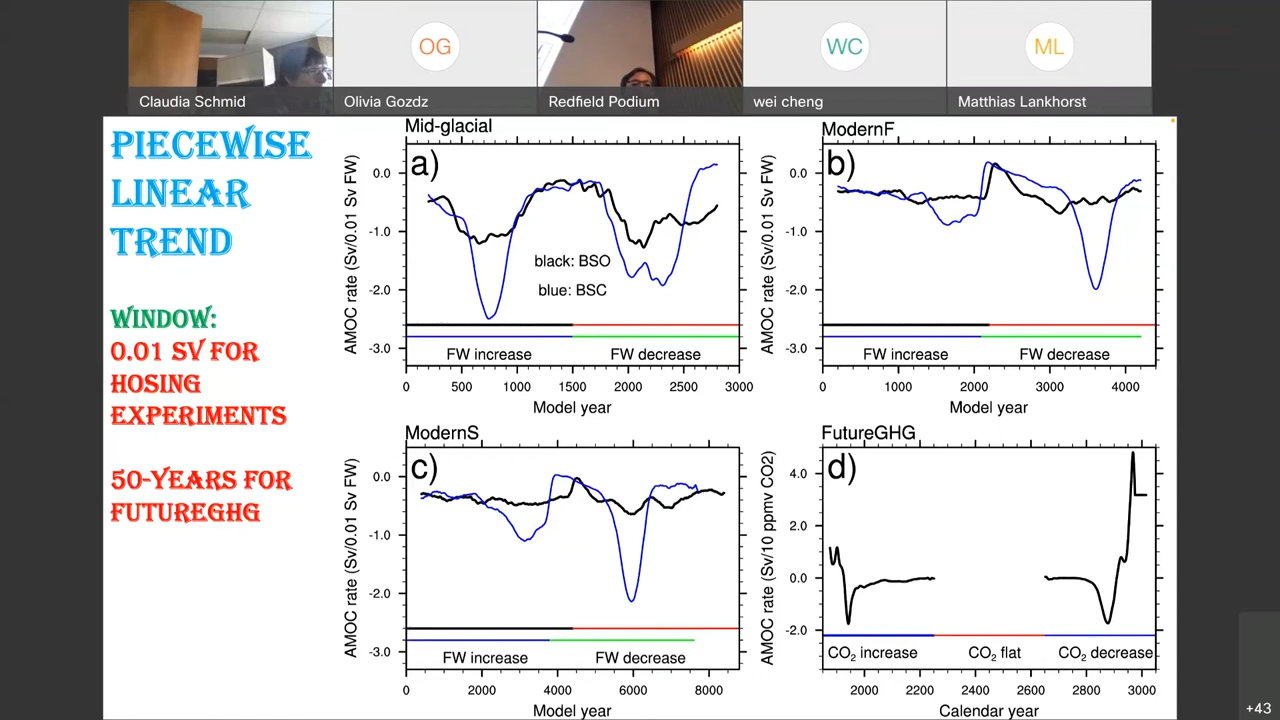 OG
WC
ML
Claudia Schmid
Olivia Gozdz
Redfield Podium
wei cheng
Matthias Lankhorst
PIECEWISE
LINEAR
TREND
WINDOW:
0.01 SV FOR
HOSING
EXPERIMENTS
50-YEARS FOR
FUTUREGHG
Mid-glacial
a)
0.0
-1.0
-2.0
-3.0
AMOC rate (Sv/0.01 Sv FW)
black: BSO
blue: BSC
FW increase
FW decrease
0 500 1000 1500 2000 2500 3000
Model year
ModernF
b)
0.0
-1.0
-2.0
-3.0
AMOC rate (Sv/0.01 Sv FW)
FW increase
FW decrease
0 1000 2000 3000 4000
Model year
ModernS
c)
0.0
-1.0
-2.0
-3.0
AMOC rate (Sv/0.01 Sv FW)
FW increase
FW decrease
0 2000 4000 6000 8000
Model year
FutureGHG
d)
4.0
2.0
0.0
-2.0
AMOC rate (Sv/10 ppmv CO2)
CO2 increase
CO2 flat
CO2 decrease
2000 2200 2400 2600 2800 3000
Calendar year
+43